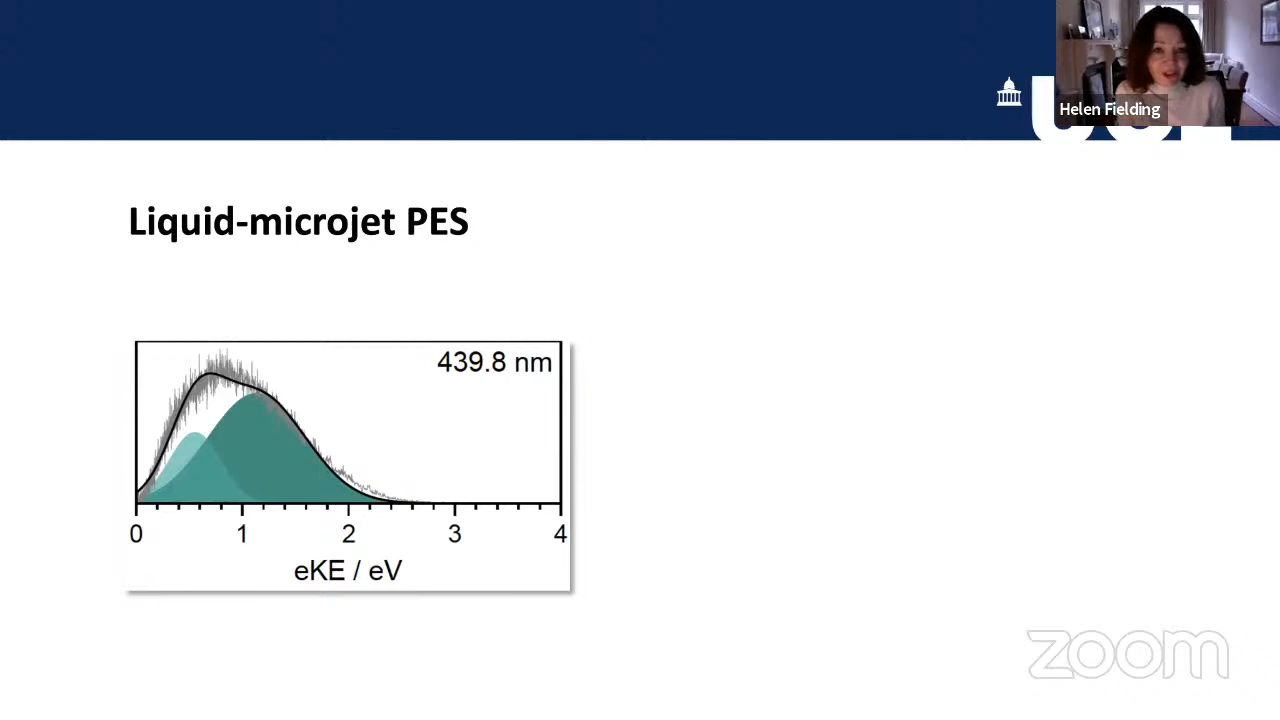 Helen Fielding
Liquid-microjet PES
439.8 nm
0 1 2 3 4
eKE / eV
zoom